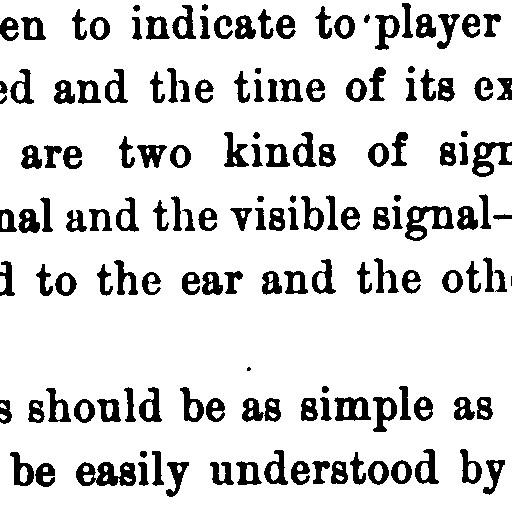 en to indicate to player
ed and the time of its ex
are two kinds of sign
nal and the visible signal—
d to the ear and the oth
s should be as simple as
be easily understood by